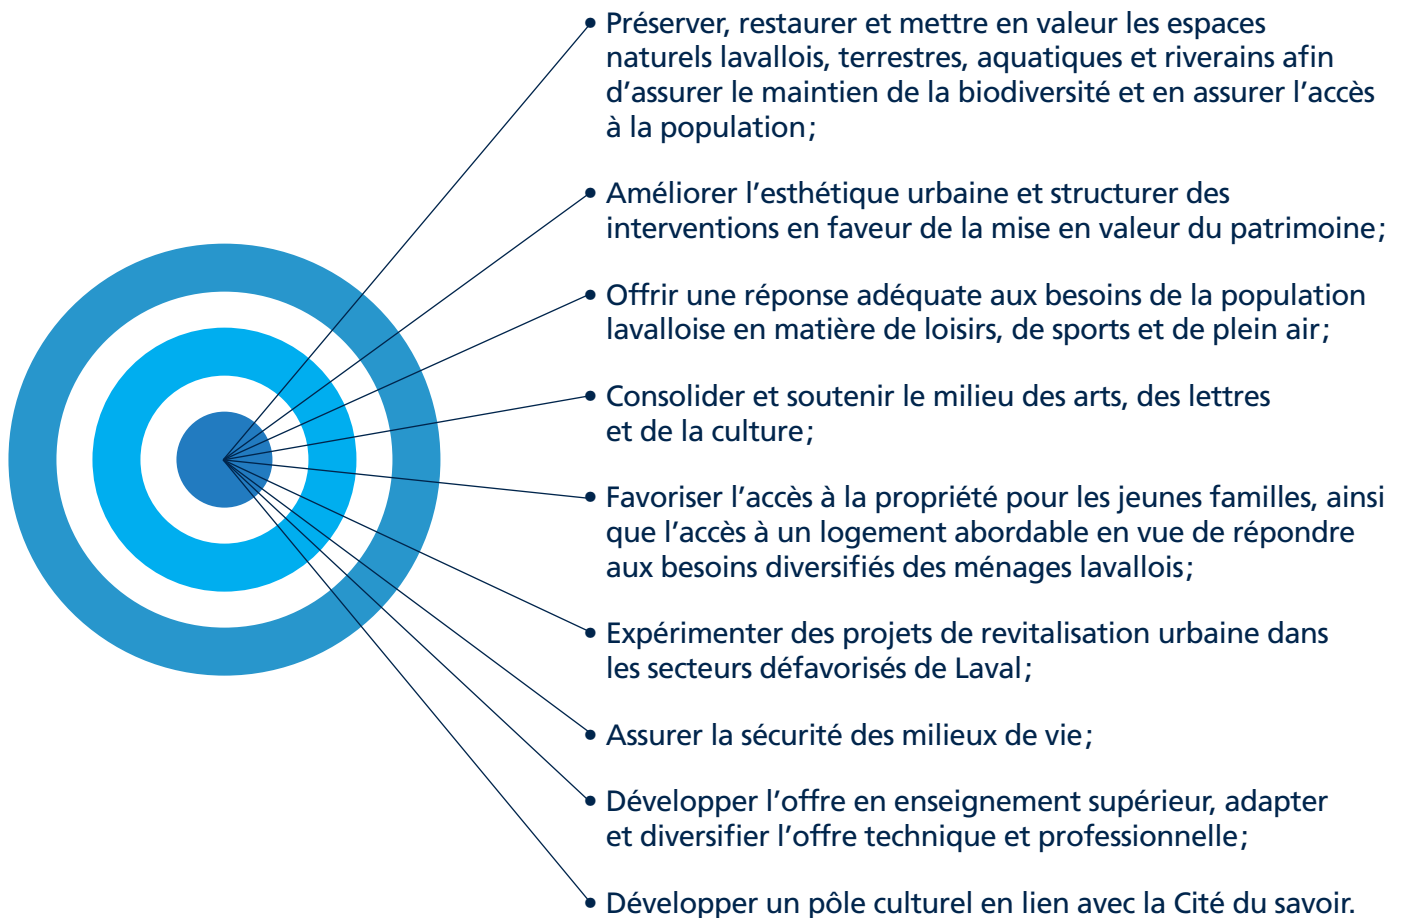 • Préserver, restaurer et mettre en valeur les espaces
naturels lavallois, terrestres, aquatiques et riverains afin
d’assurer le maintien de la biodiversité et en assurer l’accès
à la population;
• Améliorer l’esthétique urbaine et structurer des
interventions en faveur de la mise en valeur du patrimoine;
• Offrir une réponse adéquate aux besoins de la population
lavalloise en matière de loisirs, de sports et de plein air;
• Consolider et soutenir le milieu des arts, des lettres
et de la culture;
• Favoriser l’accès à la propriété pour les jeunes familles, ainsi
que l’accès à un logement abordable en vue de répondre
aux besoins diversifiés des ménages lavallois;
• Expérimenter des projets de revitalisation urbaine dans
les secteurs défavorisés de Laval;
• Assurer la sécurité des milieux de vie;
• Développer l’offre en enseignement supérieur, adapter
et diversifier l’offre technique et professionnelle;
• Développer un pôle culturel en lien avec la Cité du savoir.